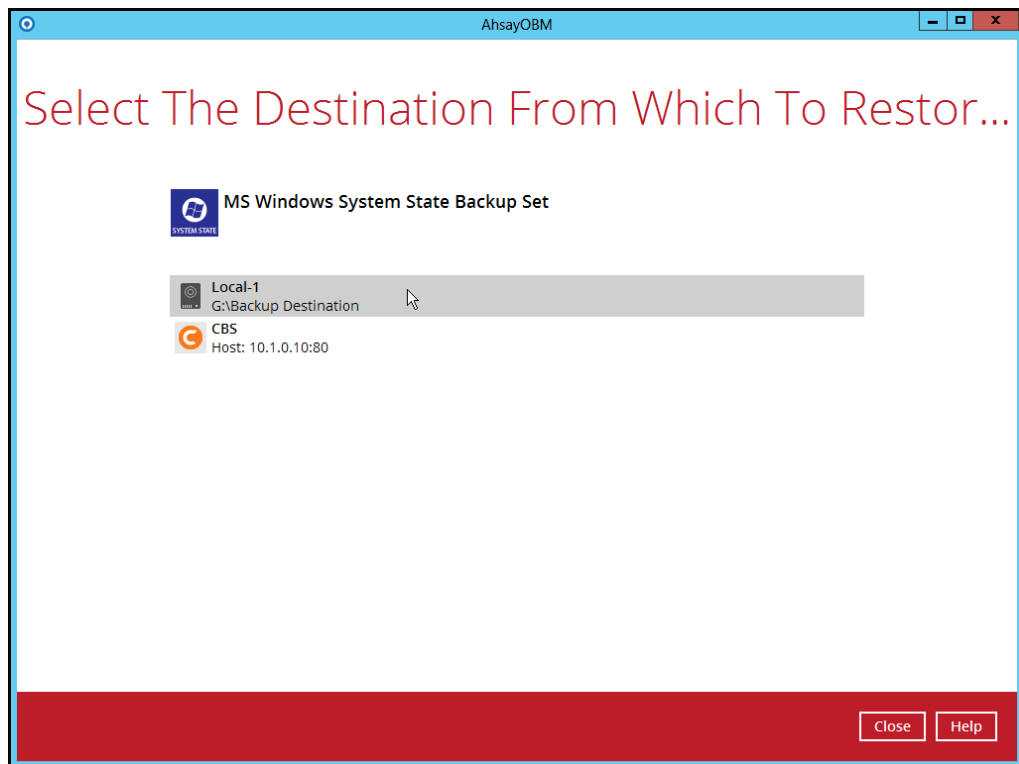 AhsayOBM
Select The Destination From Which To Restor...
MS Windows System State Backup Set
SYSTEM STATE
Local-1
G:\Backup Destination
CBS
Host: 10.1.0.10:80
Close Help